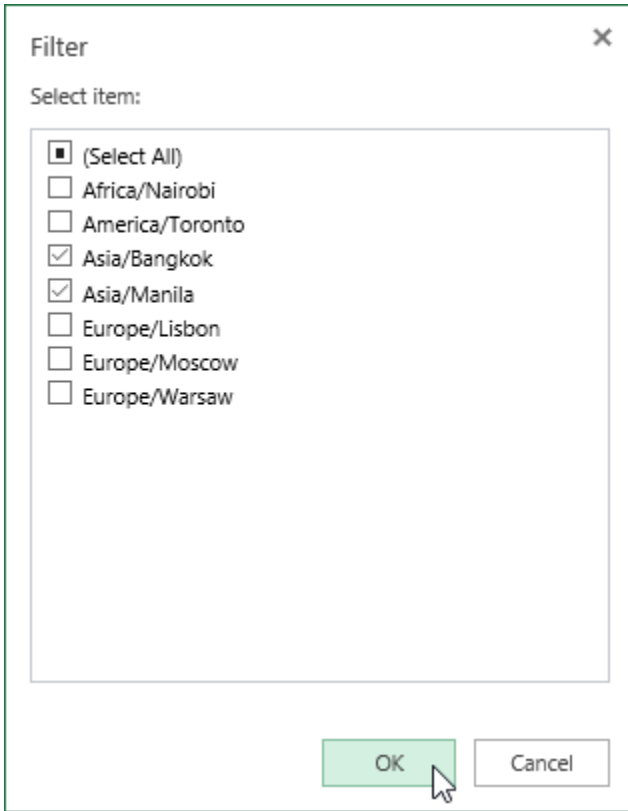 Filter
Select item:
(Select All)
Africa/Nairobi
America/Toronto
Asia/Bangkok
Asia/Manila
Europe/Lisbon
Europe/Moscow
Europe/Warsaw
OK
Cancel